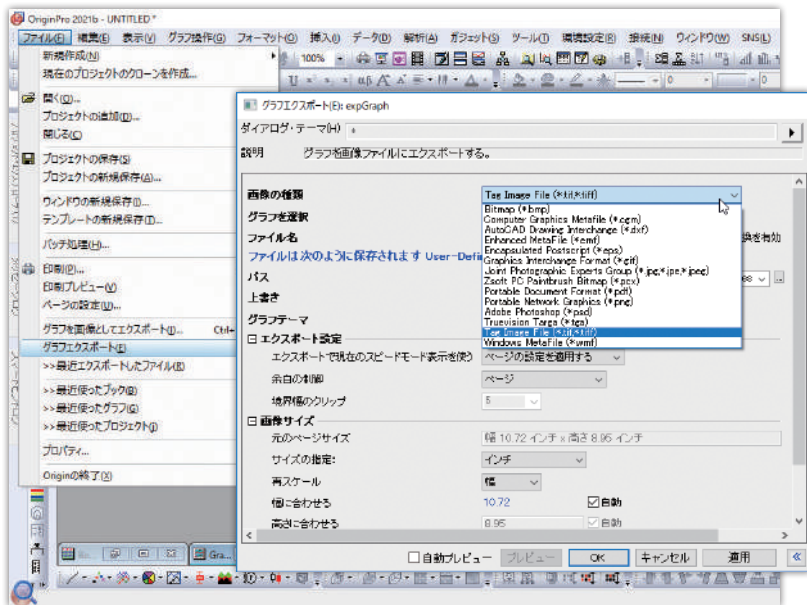 OriginPro 2021b - UNTITLED *
ファイル(F) 編集(E) 表示(V) グラフ操作(G) フォーマット(O) 挿入(I) データ(D) 解析(A) ガジェット(S) ツール(T) 環境設定(R) 接続(N) ウィンドウ(W) SNS(L)
新規作成(N)
現在のプロジェクトのクローンを作成...
100%
開く(O)...
プロジェクトの追加(D)...
閉じる(C)
プロジェクトの保存(S)
プロジェクトの新規保存(A)...
ウィンドウの新規保存(I)...
テンプレートの新規保存(T)...
バッチ処理(H)...
印刷(P)...
印刷プレビュー(V)
ページの設定(U)...
グラフを画像としてエクスポート(I)... Ctrl+
グラフエクスポート(E)
>>最近エクスポートしたファイル(R)
>>最近使ったブック(B)
>>最近使ったグラフ(G)
>>最近使ったプロジェクト(J)
プロパティ...
Originの終了(X)
グラフエクスポート(E): expGraph
ダイアログ・テーマ(H) *
説明 グラフを画像ファイルにエクスポートする。
画像の種類 Tag Image File (*.tif,*.tiff)
グラフを選択
ファイル名
換を有効
ファイルは次のように保存されます User-Defi
パス
上書き
グラフテーマ
Bitmap (*.bmp)
Computer Graphics Metafile (*.cgm)
AutoCAD Drawing Interchange (*.dxf)
Enhanced MetaFile (*.emf)
Encapsulated Postscript (*.eps)
Graphics Interchange Format (*.gif)
Joint Photographic Experts Group (*.jpg,*.jpe,*.jpeg)
Zsoft PC Paintbrush Bitmap (*.pcx)
Portable Document Format (*.pdf)
Portable Network Graphics (*.png)
Adobe Photoshop (*.psd)
Truevision Targa (*.tga)
Tag Image File (*.tif,*.tiff)
Windows MetaFile (*.wmf)
エクスポート設定
エクスポートで現在のスピードモード表示を使う ページの設定を適用する
余白の制御 ページ
境界幅のクリップ 5
画像サイズ
元のページサイズ 幅 10.72 インチ x 高さ 8.95 インチ
サイズの指定: インチ
再スケール 幅
幅に合わせる 10.72 自動
高さに合わせる 8.95 自動
自動プレビュー プレビュー OK キャンセル 適用
Gra...